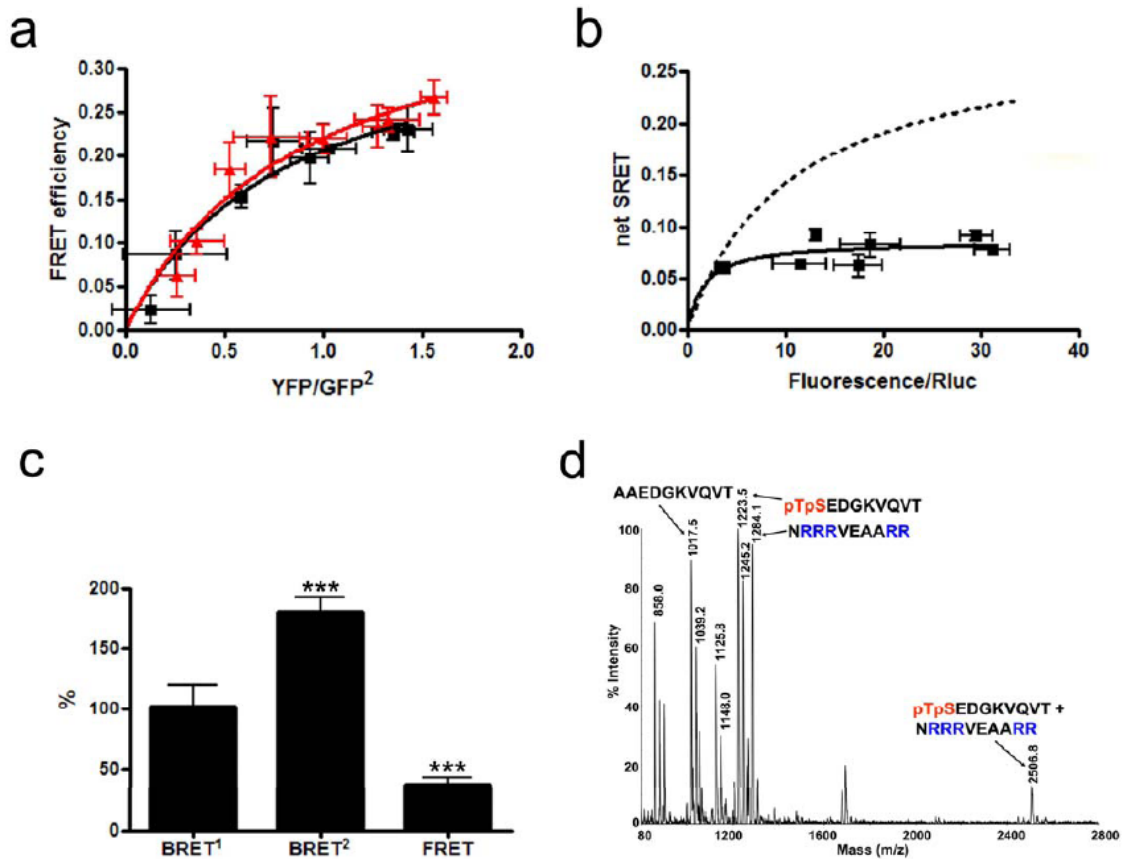 a
0.30
0.25
0.20
0.15
0.10
0.05
0.00
FRET efficiency
0.0 0.5 1.0 1.5 2.0
YFP/GFP²
b
0.25
0.20
0.15
0.10
0.05
0.00
net SRET
0 10 20 30 40
Fluorescence/Rluc
c
200
150
100
50
0
%
***
***
BRET¹ BRET² FRET
d
AAEDGKVQVT
pTpSEDGKVQVT
NRRRVEAARR
100
80
60
40
20
0
% Intensity
858.0
1017.5
1039.2
1125.8
1148.0
1223.5
1245.2
1284.1
pTpSEDGKVQVT +
NRRRVEAARR
2506.8
80 1200 1600 2000 2400 2800
Mass (m/z)